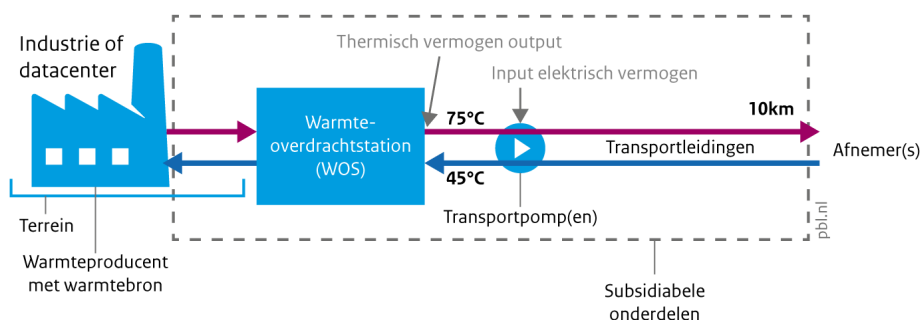 Industrie of
datacenter
Thermisch vermogen output
Input elektrisch vermogen
75°C
10km
Warmte-
overdrachtstation
(WOS)
Transportleidingen
Afnemer(s)
45°C
Transportpomp(en)
Terrein
pbl.nl
Warmteproducent
met warmtebron
Subsidiabele
onderdelen